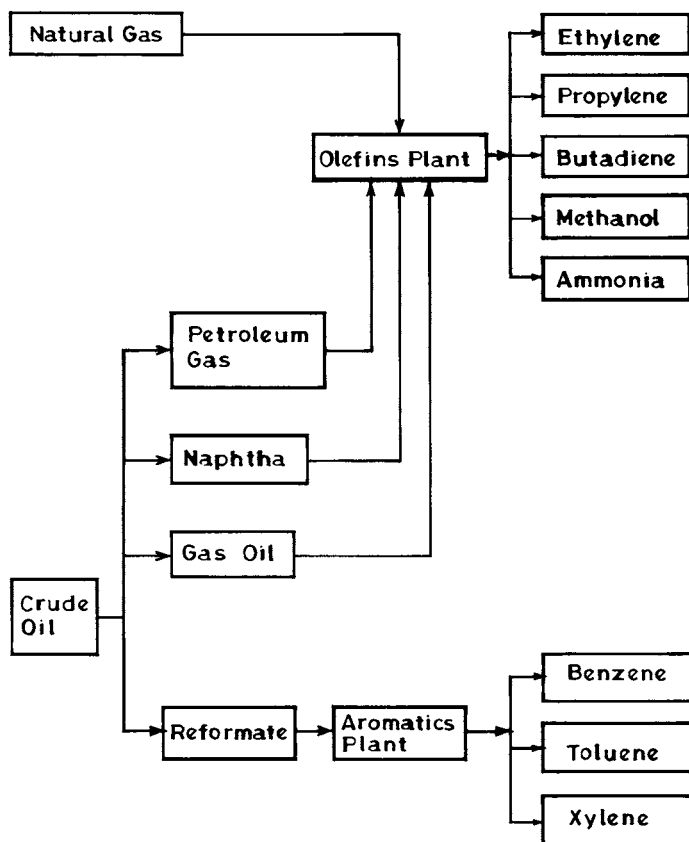 Natural Gas
Ethylene
Propylene
Olefins Plant
Butadiene
Methanol
Ammonia
Petroleum
Gas
Naphtha
Gas Oil
Crude
Oil
Reformate
Aromatics
Plant
Benzene
Toluene
Xylene